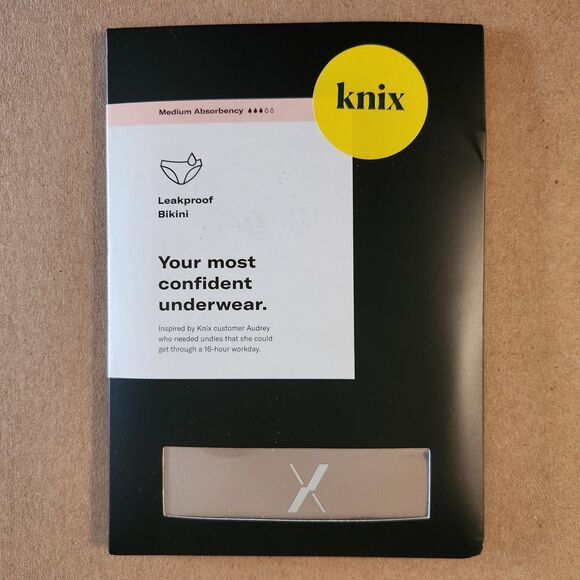 knix
Medium Absorbency
Leakproof
Bikini
Your most
confident
underwear.
Inspired by Knix customer Audrey
who needed undies that she could
get through a 16-hour workday.
X